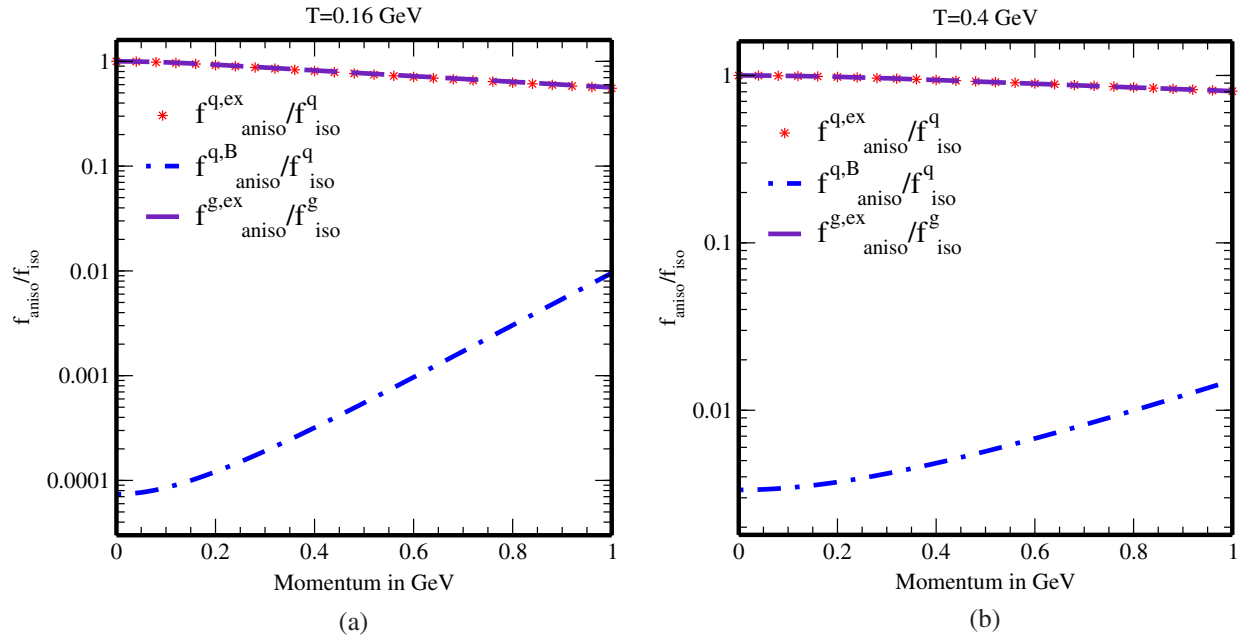 T=0.16 GeV
1
0.1
0.01
0.001
0.0001
f^{q,ex}_{aniso}/f^{q}_{iso}
f^{q,B}_{aniso}/f^{q}_{iso}
f^{g,ex}_{aniso}/f^{g}_{iso}
f_{aniso}/f_{iso}
0 0.2 0.4 0.6 0.8 1
Momentum in GeV
(a)
T=0.4 GeV
1
0.1
0.01
f^{q,ex}_{aniso}/f^{q}_{iso}
f^{q,B}_{aniso}/f^{q}_{iso}
f^{g,ex}_{aniso}/f^{g}_{iso}
f_{aniso}/f_{iso}
0 0.2 0.4 0.6 0.8 1
Momentum in GeV
(b)